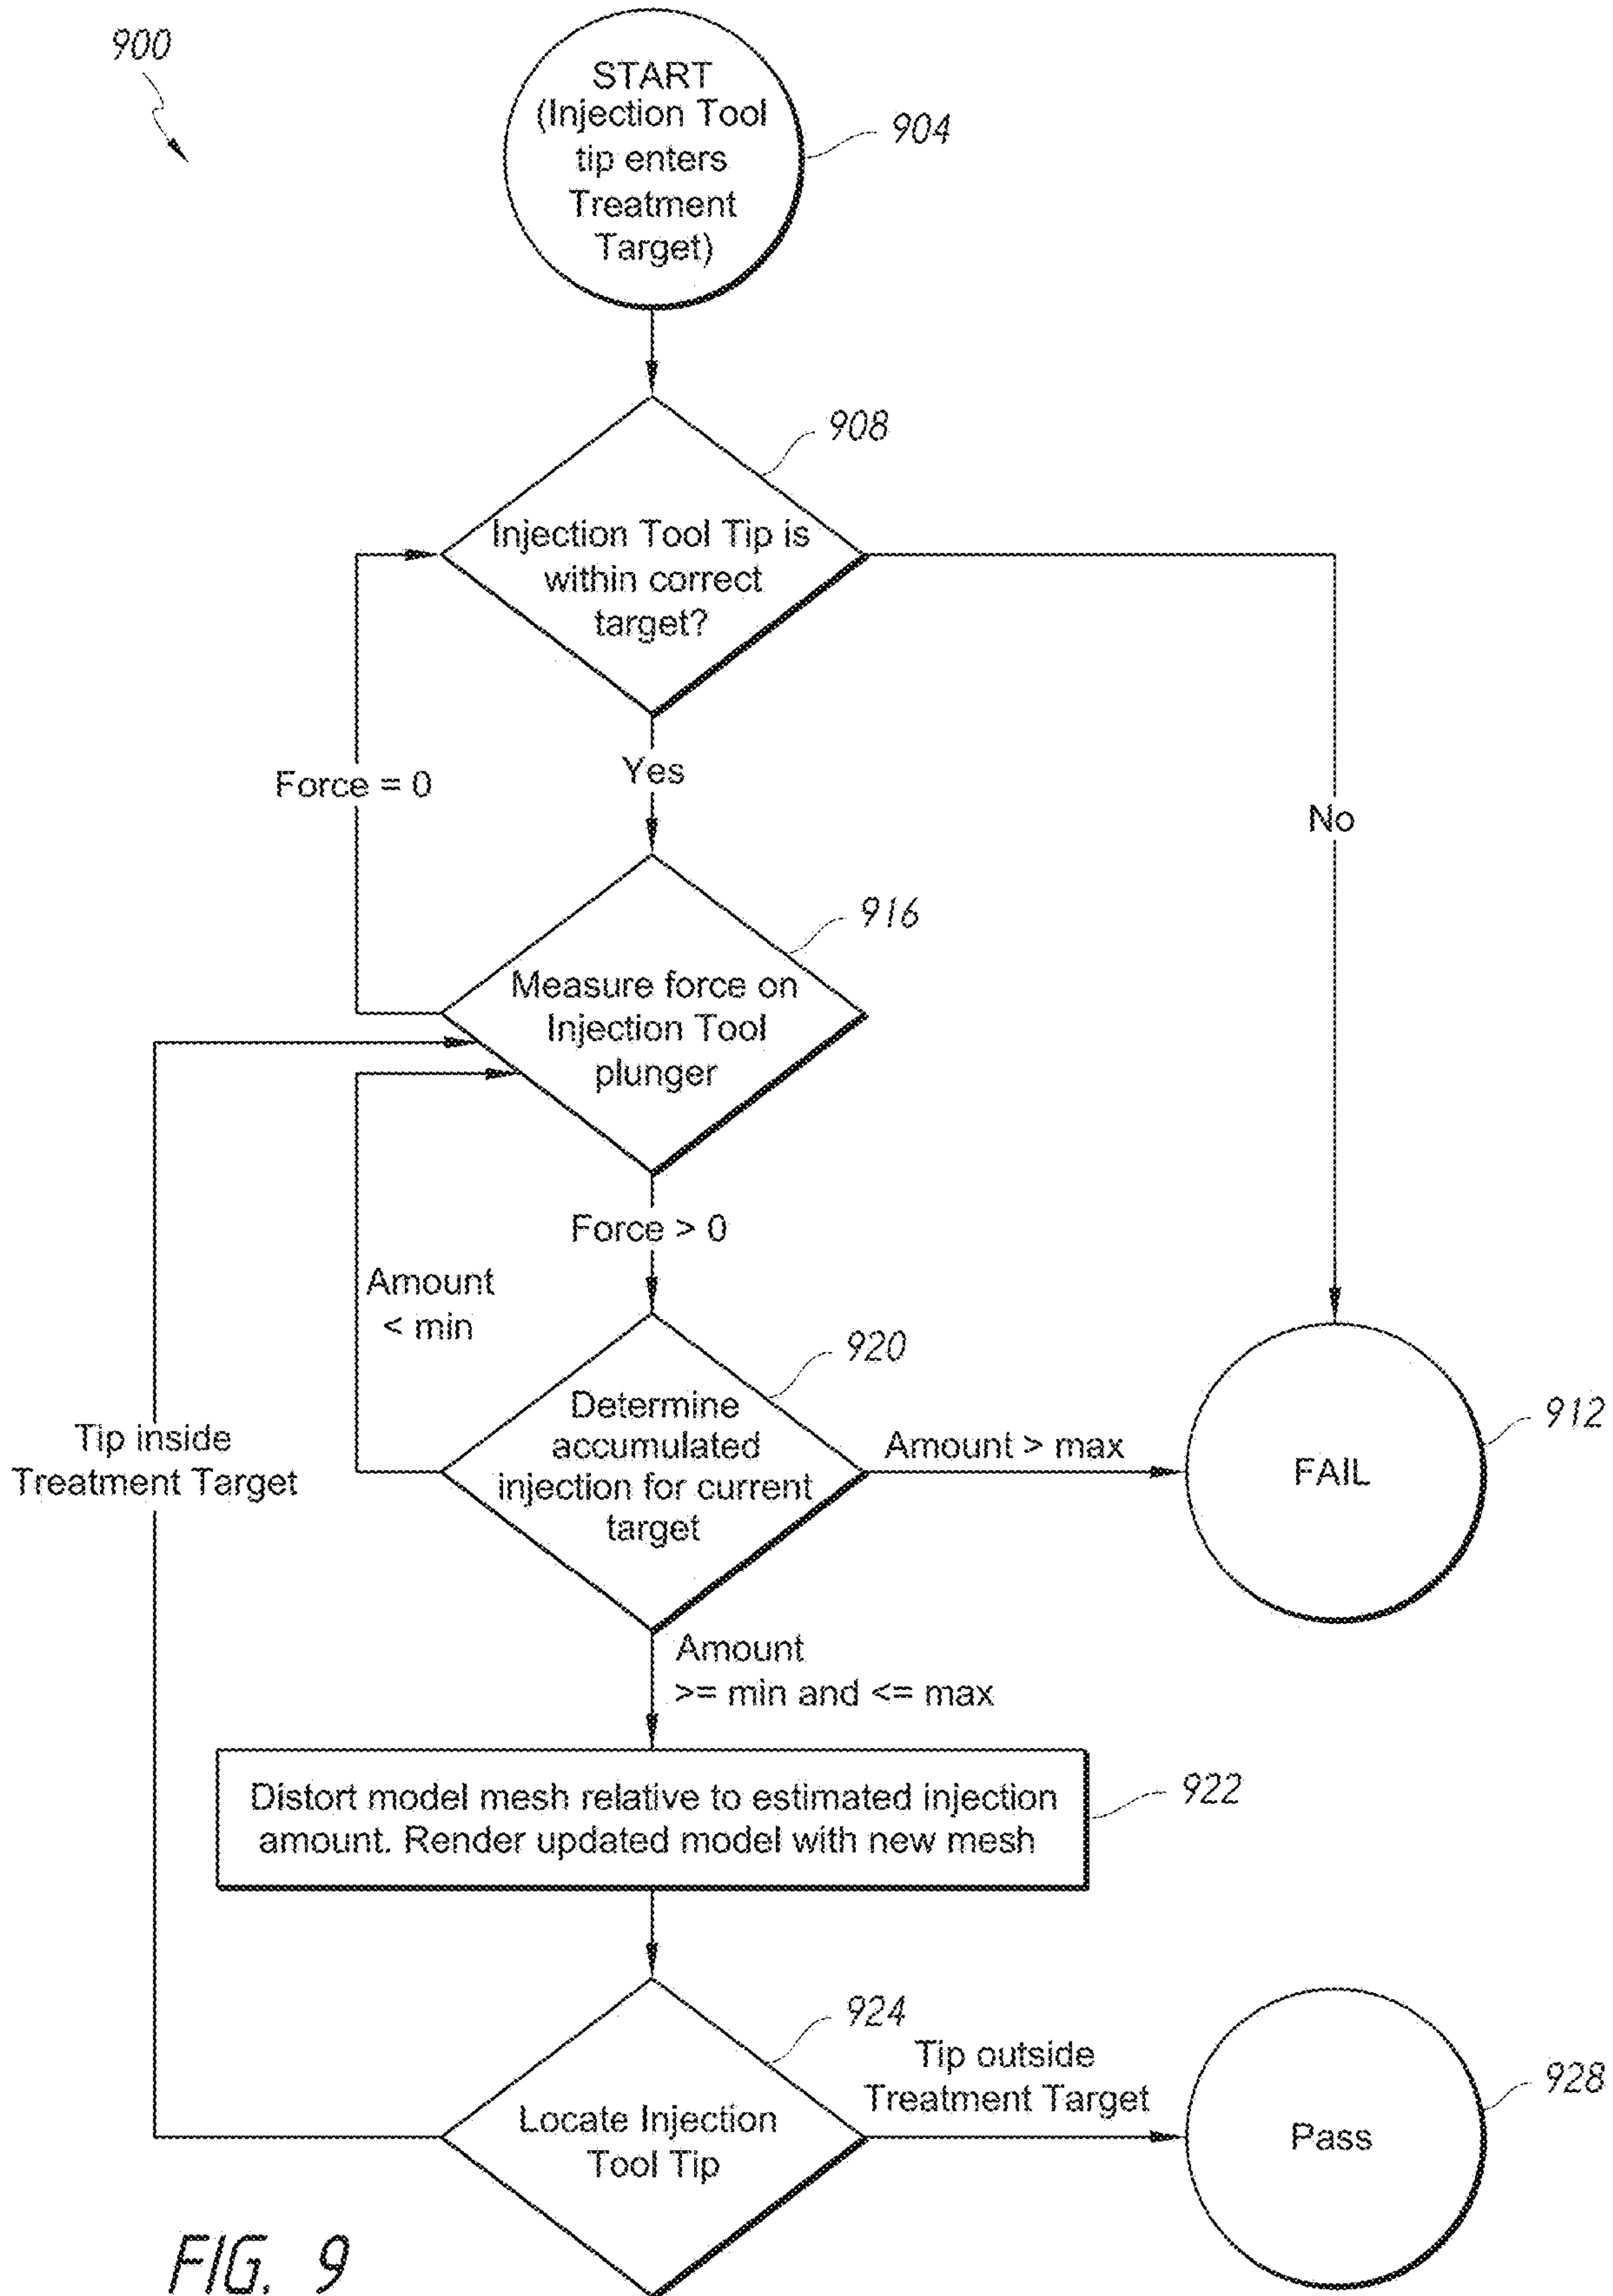 900
START
(Injection Tool
tip enters
Treatment
Target)
904
908
Injection Tool Tip is
within correct
target?
Force = 0
Yes
No
916
Measure force on
Injection Tool
plunger
Force > 0
Amount
< min
920
Determine
accumulated
injection for current
target
Amount > max
912
FAIL
Tip inside
Treatment Target
Amount
>= min and <= max
Distort model mesh relative to estimated injection
amount. Render updated model with new mesh
922
924
Locate Injection
Tool Tip
Tip outside
Treatment Target
928
Pass
FIG. 9